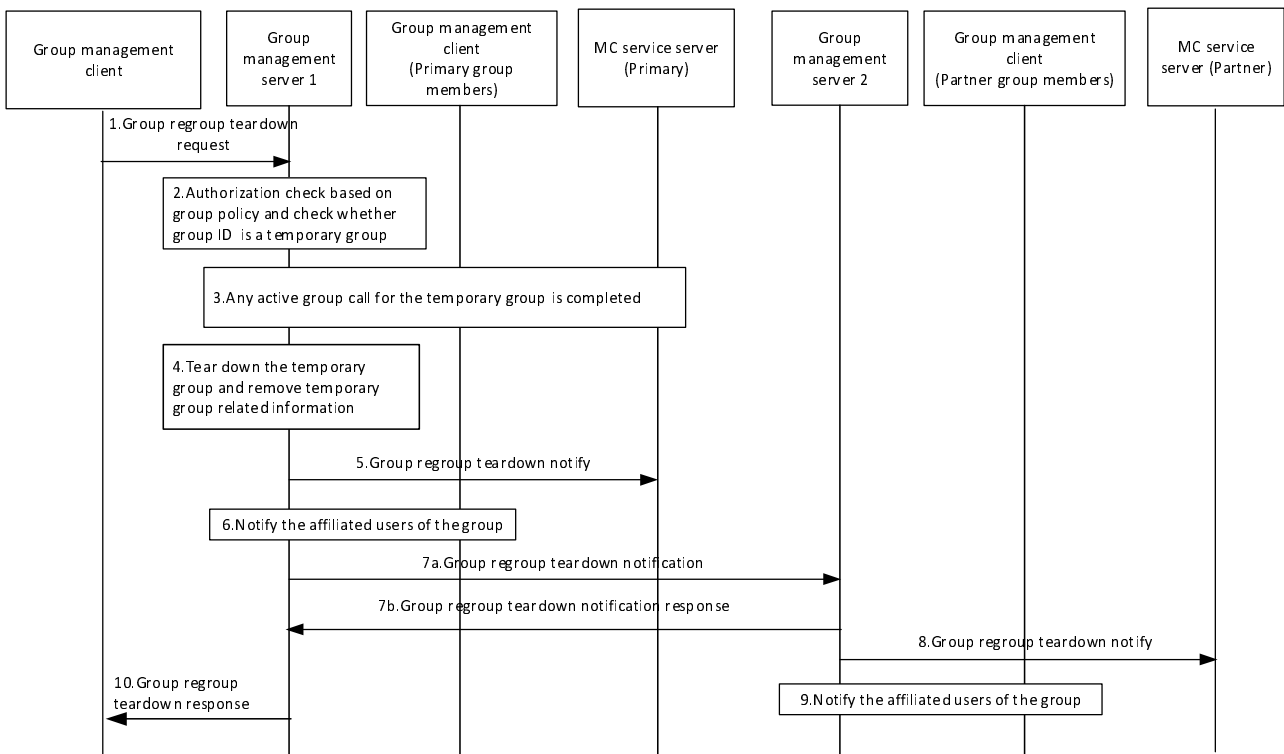 Group management
client
Group
management
server 1
Group management
client
(Primary group
members)
MC service server
(Primary)
Group
management
server 2
Group management
client
(Partner group members)
MC service
server (Partner)
1.Group regroup teardown
request
2.Authorization check based on
group policy and check whether
group ID is a temporary group
3.Any active group call for the temporary group is completed
4.Tear down the temporary
group and remove temporary
group related information
5.Group regroup teardown notify
6.Notify the affiliated users of the group
7a.Group regroup teardown notification
7b.Group regroup teardown notification response
8.Group regroup teardown notify
9.Notify the affiliated users of the group
10.Group regroup
teardown response